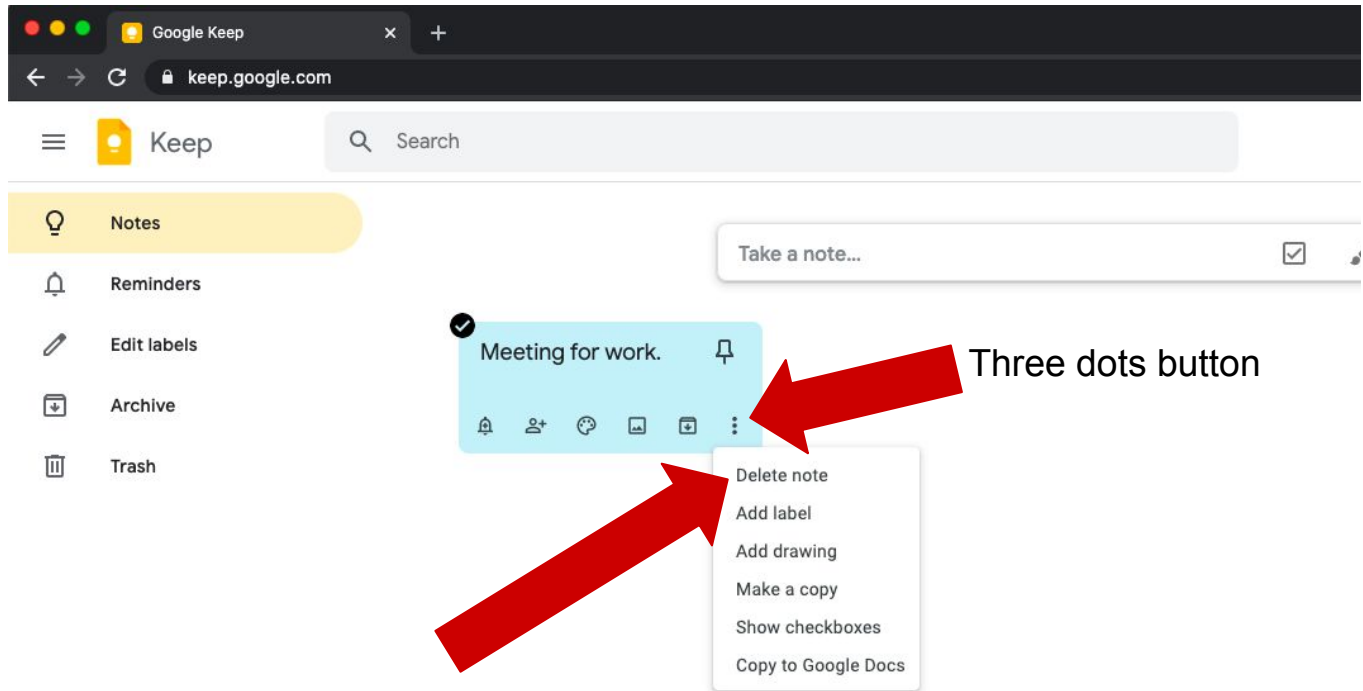 Google Keep
keep.google.com
Keep
Search
Notes
Take a note...
Reminders
Edit labels
Meeting for work.
Three dots button
Archive
Trash
Delete note
Add label
Add drawing
Make a copy
Show checkboxes
Copy to Google Docs